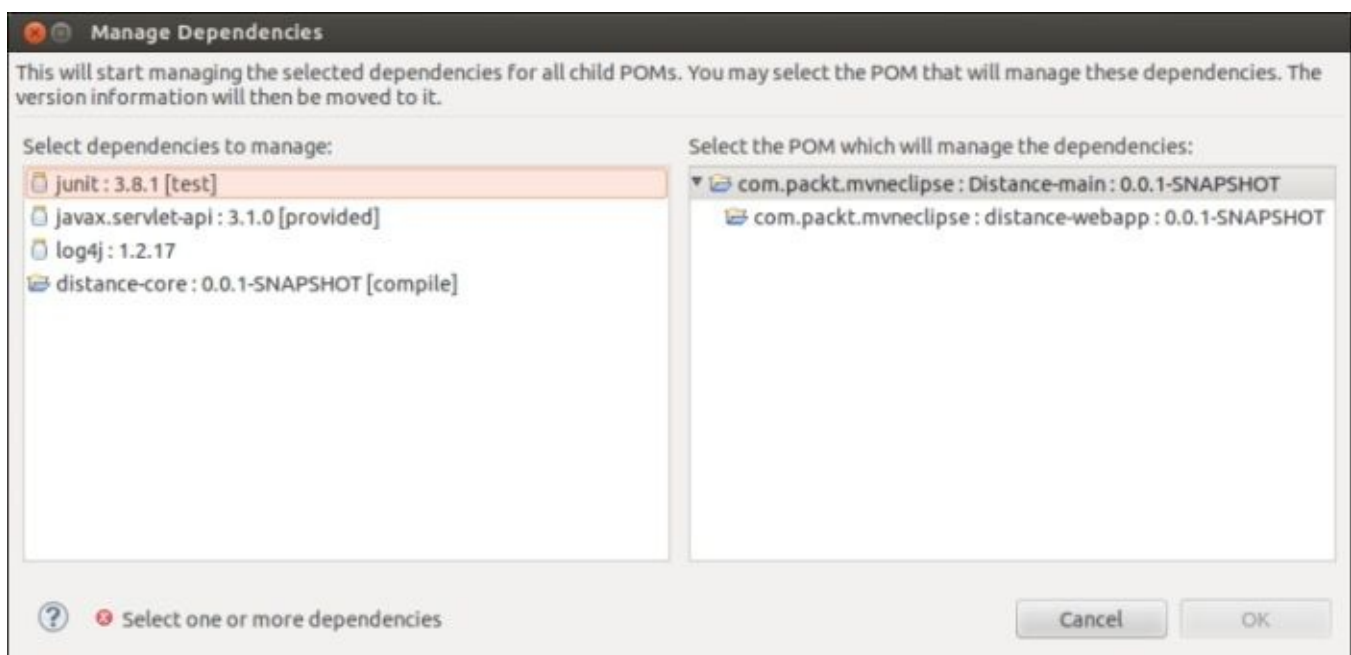 Manage Dependencies
This will start managing the selected dependencies for all child POMs. You may select the POM that will manage these dependencies. The
version information will then be moved to it.
Select dependencies to manage:
junit : 3.8.1 [test]
javax.servlet-api : 3.1.0 [provided]
log4j : 1.2.17
distance-core : 0.0.1-SNAPSHOT [compile]
Select the POM which will manage the dependencies:
com.packt.mvneclipse : Distance-main : 0.0.1-SNAPSHOT
com.packt.mvneclipse : distance-webapp : 0.0.1-SNAPSHOT
? Select one or more dependencies
Cancel
OK